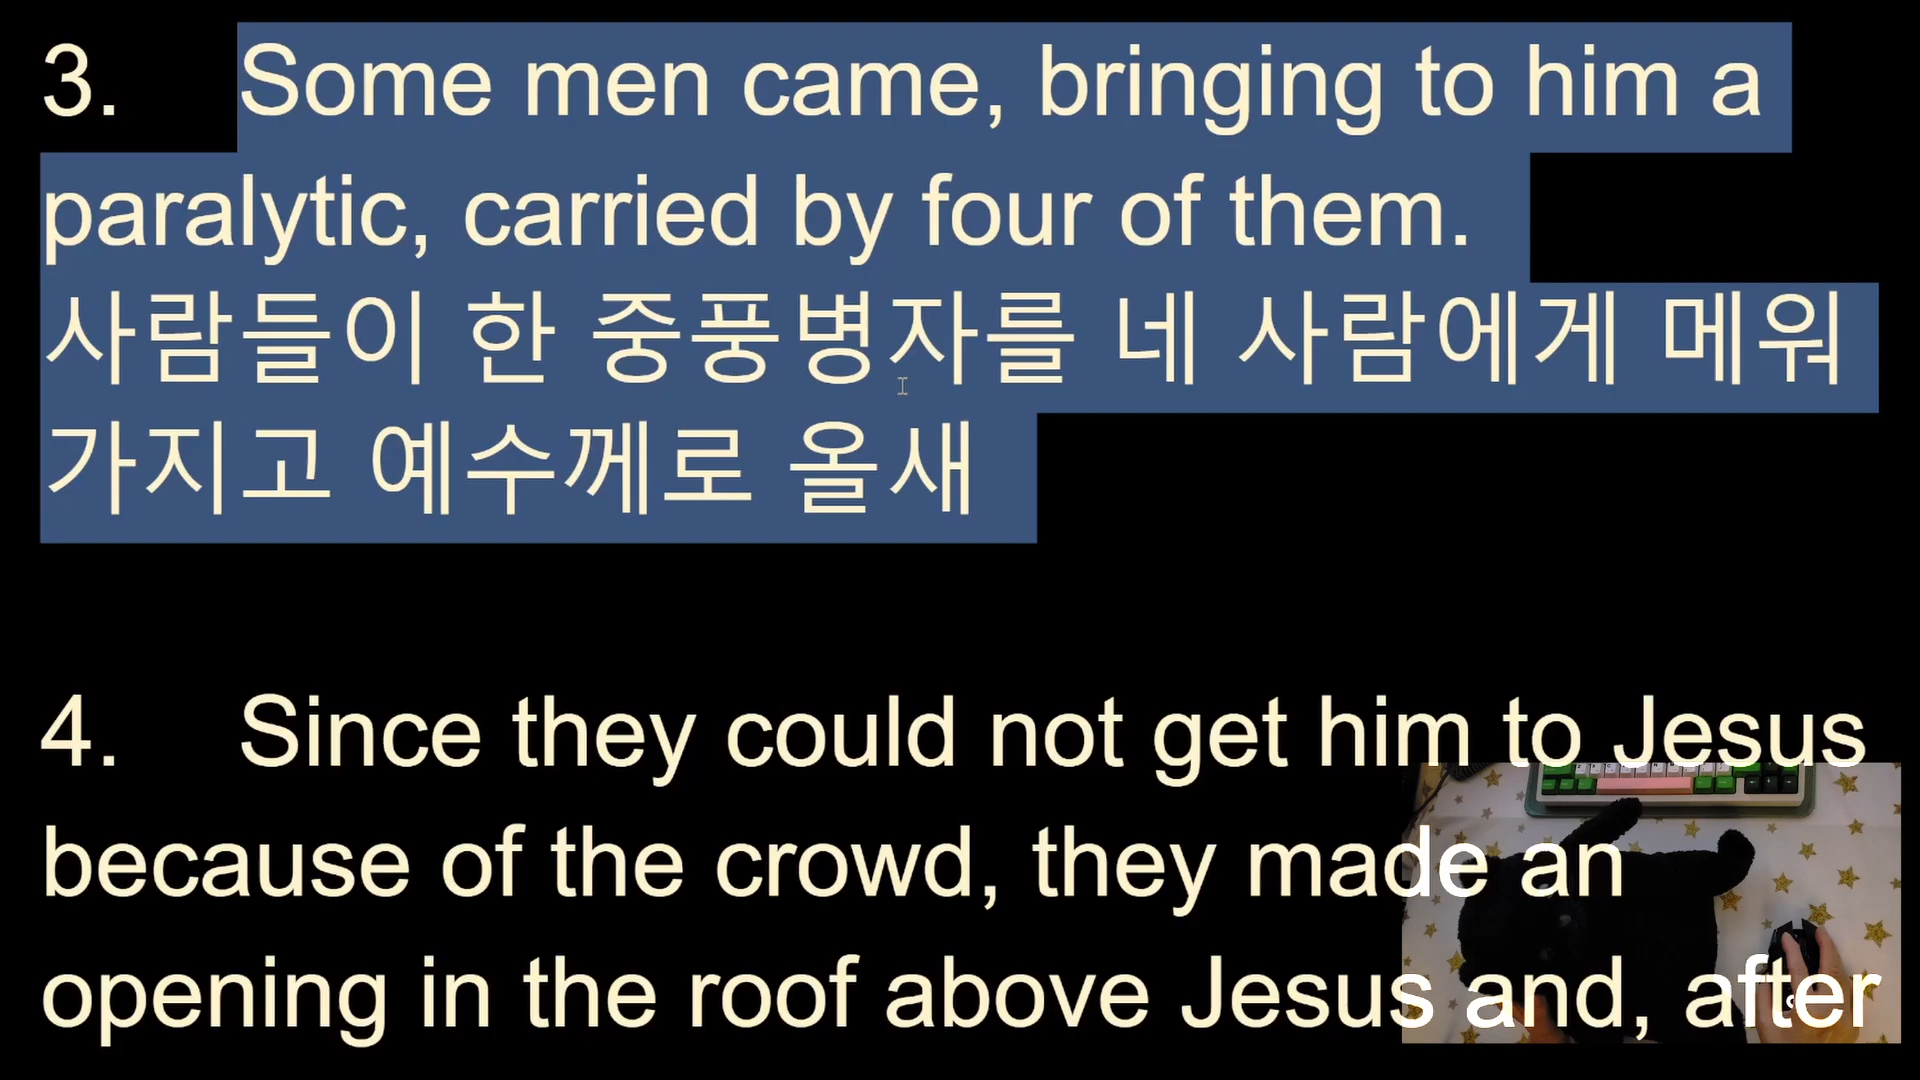 3. Some men came, bringing to him a
paralytic, carried by four of them.
사람들이 한 중풍병자를 네 사람에게 메워
가지고 예수께로 올새
4. Since they could not get him to Jesus
because of the crowd, they made an
opening in the roof above Jesus and, after